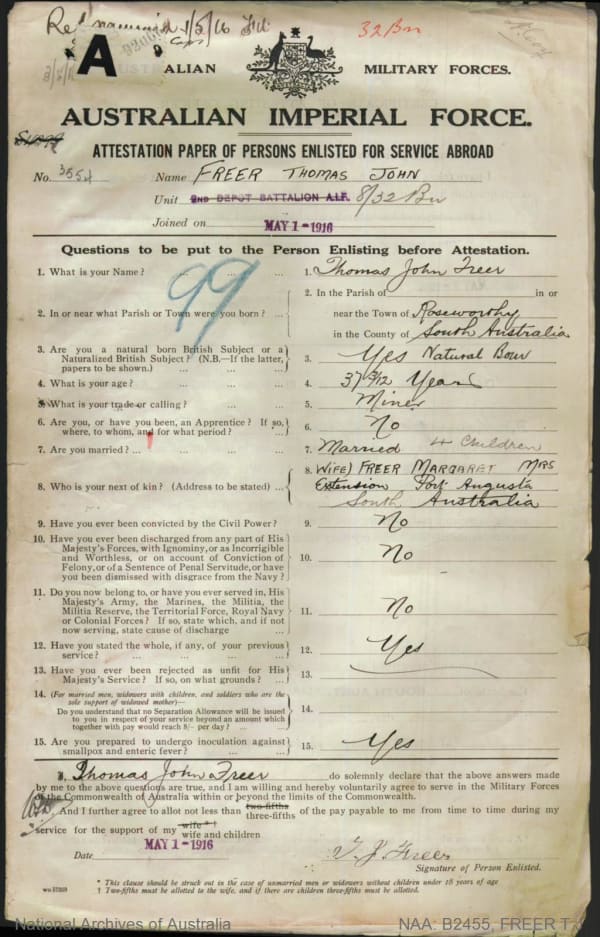 1/5/16
32 Bn
A
ALIAN MILITARY FORCES.
AUSTRALIAN IMPERIAL FORCE.
ATTESTATION PAPER OF PERSONS ENLISTED FOR SERVICE ABROAD
No. 3554 Name FREER THOMAS JOHN
Unit 2ND DEPOT BATTALION A.I.F. 8/32 Bn
Joined on MAY 1-1916
Questions to be put to the Person Enlisting before Attestation.
99
1. What is your Name? ... ... 1. Thomas John Freer
2. In or near what Parish or Town were you born? ... 2. In the Parish of in or
near the Town of Roseworthy
in the County of South Australia
3. Are you a natural born British Subject or a
Naturalized British Subject? (N.B.—If the latter,
papers to be shown.) ... ... 3. Yes Natural Born
4. What is your age? ... ... 4. 37 3/12 Years
5. What is your trade or calling? ... ... 5. Miner
6. Are you, or have you been, an Apprentice? If so,
where, to whom, and for what period? ... 6. No
7. Are you married? ... ... ... 7. Married 4 Children
8. Who is your next of kin? (Address to be stated) ... 8. (WIFE) FREER MARGARET MRS
Extension Port Augusta
South Australia
9. Have you ever been convicted by the Civil Power? 9. No
10. Have you ever been discharged from any part of His
Majesty's Forces, with Ignominy, or as Incorrigible
and Worthless, or on account of Conviction of
Felony, or of a Sentence of Penal Servitude, or have
you been dismissed with disgrace from the Navy? 10. No
11. Do you now belong to, or have you ever served in, His
Majesty's Army, the Marines, the Militia, the
Militia Reserve, the Territorial Force, Royal Navy
or Colonial Forces? If so, state which, and if not
now serving, state cause of discharge ... 11. No
12. Have you stated the whole, if any, of your previous
service? ... ... ... 12. Yes
13. Have you ever been rejected as unfit for His
Majesty's Service? If so, on what grounds? ... 13.
14. (For married men, widowers with children, and soldiers who are the
sole support of widowed mother)—
Do you understand that no Separation Allowance will be issued
to you in respect of your service beyond an amount which
together with pay would reach 8/- per day? ... 14.
15. Are you prepared to undergo inoculation against
smallpox and enteric fever? ... 15. Yes
I, Thomas John Freer do solemnly declare that the above answers made
by me to the above questions are true, and I am willing and hereby voluntarily agree to serve in the Military Forces
of the Commonwealth of Australia within or beyond the limits of the Commonwealth.
And I further agree to allot not less than two-fifths three-fifths of the pay payable to me from time to time during my
service for the support of my wife * † wife and children
Date MAY 1-1916 T J Freer
Signature of Person Enlisted.
* This clause should be struck out in the case of unmarried men or widowers without children under 18 years of age
† Two-fifths must be allotted to the wife, and if there are children three-fifths must be allotted.
National Archives of Australia NAA: B2455, FREER T J